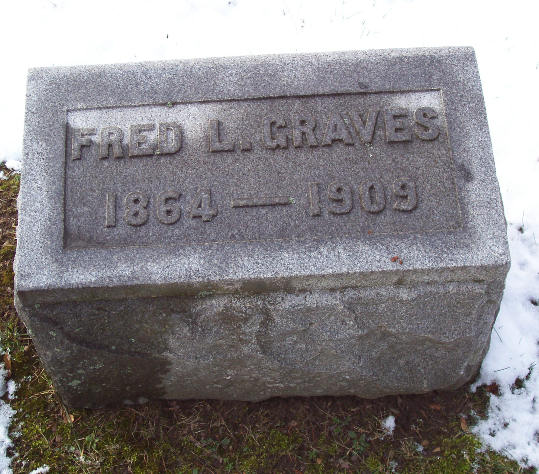 FRED L. GRAVES
1864 — 1909